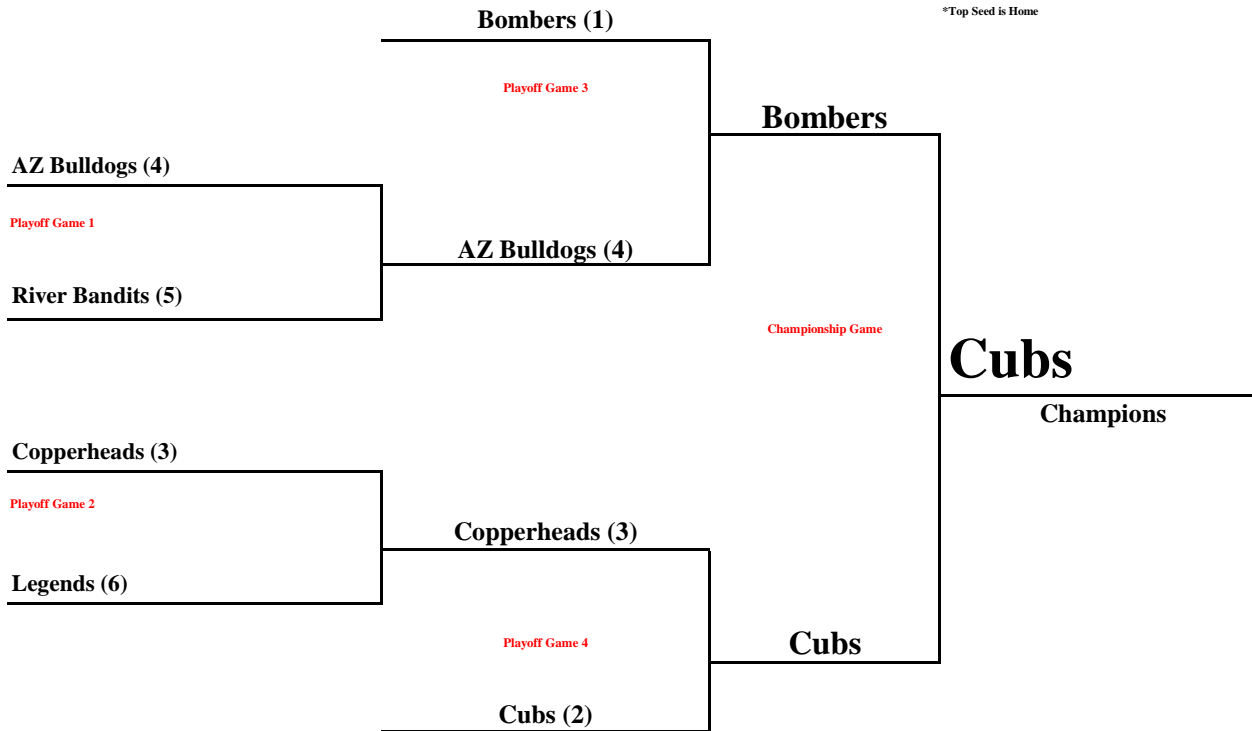 Bombers (1)
*Top Seed is Home
Playoff Game 3
Bombers
AZ Bulldogs (4)
Playoff Game 1
AZ Bulldogs (4)
River Bandits (5)
Championship Game
Cubs
Champions
Copperheads (3)
Playoff Game 2
Copperheads (3)
Legends (6)
Playoff Game 4
Cubs
Cubs (2)